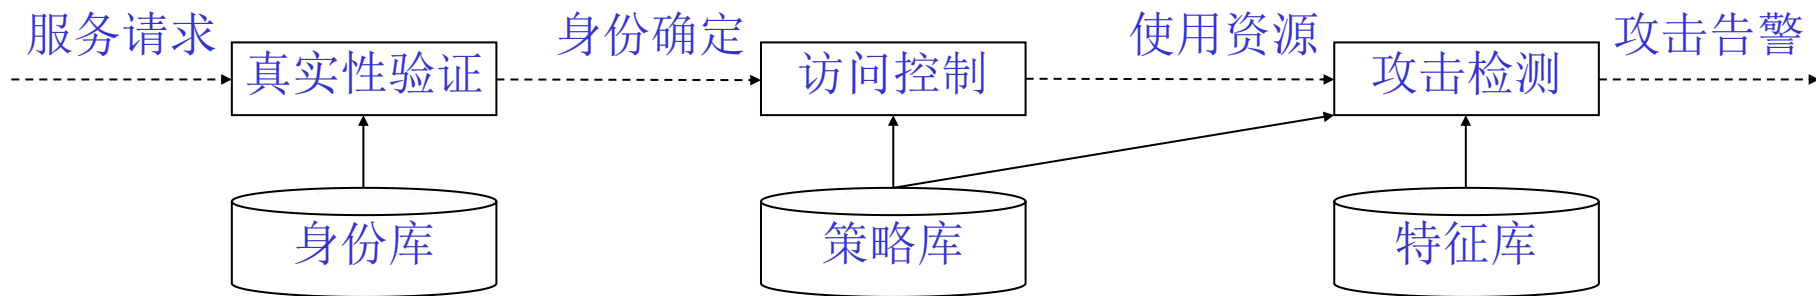 服务请求
真实性验证
身份确定
访问控制
使用资源
攻击检测
攻击告警
身份库
策略库
特征库